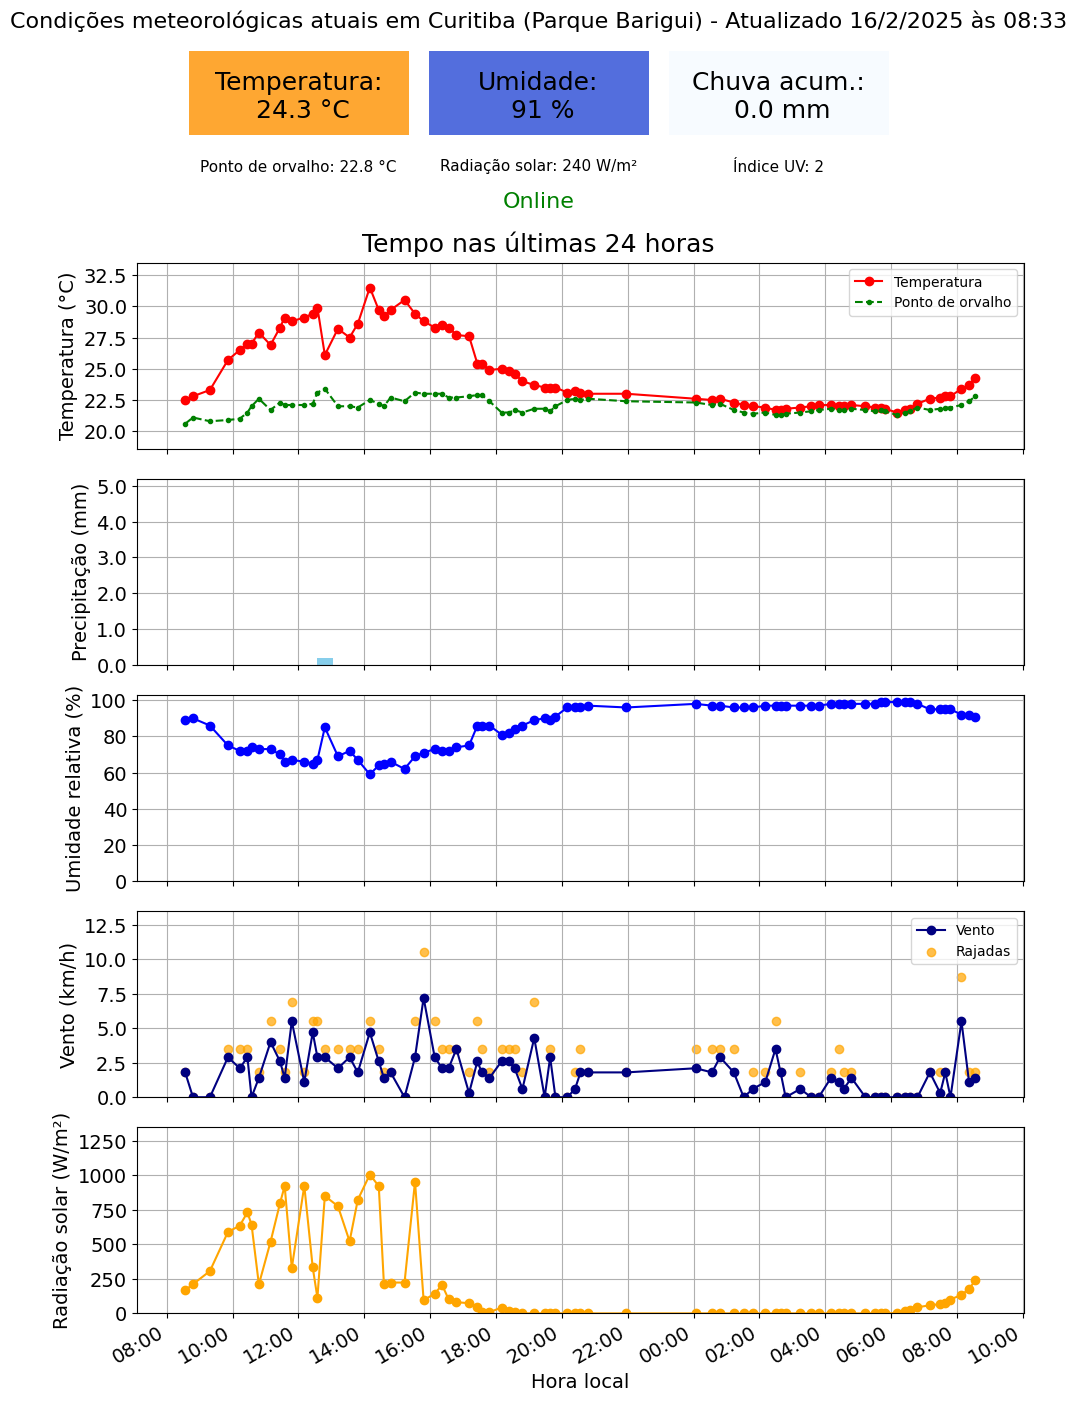 Condições meteorológicas atuais em Curitiba (Parque Barigui) - Atualizado 16/2/2025 às 08:33
Temperatura:
24.3 °C
Umidade:
91 %
Chuva acum.:
0.0 mm
Ponto de orvalho: 22.8 °C
Radiação solar: 240 W/m²
Índice UV: 2
Online
Tempo nas últimas 24 horas
Temperatura (°C)
32.5
30.0
27.5
25.0
22.5
20.0
Temperatura
Ponto de orvalho
Precipitação (mm)
5.0
4.0
3.0
2.0
1.0
0.0
Umidade relativa (%)
100
80
60
40
20
0
Vento (km/h)
12.5
10.0
7.5
5.0
2.5
0.0
Vento
Rajadas
Radiação solar (W/m²)
1250
1000
750
500
250
0
08:00
10:00
12:00
14:00
16:00
18:00
20:00
22:00
00:00
02:00
04:00
06:00
08:00
10:00
Hora local